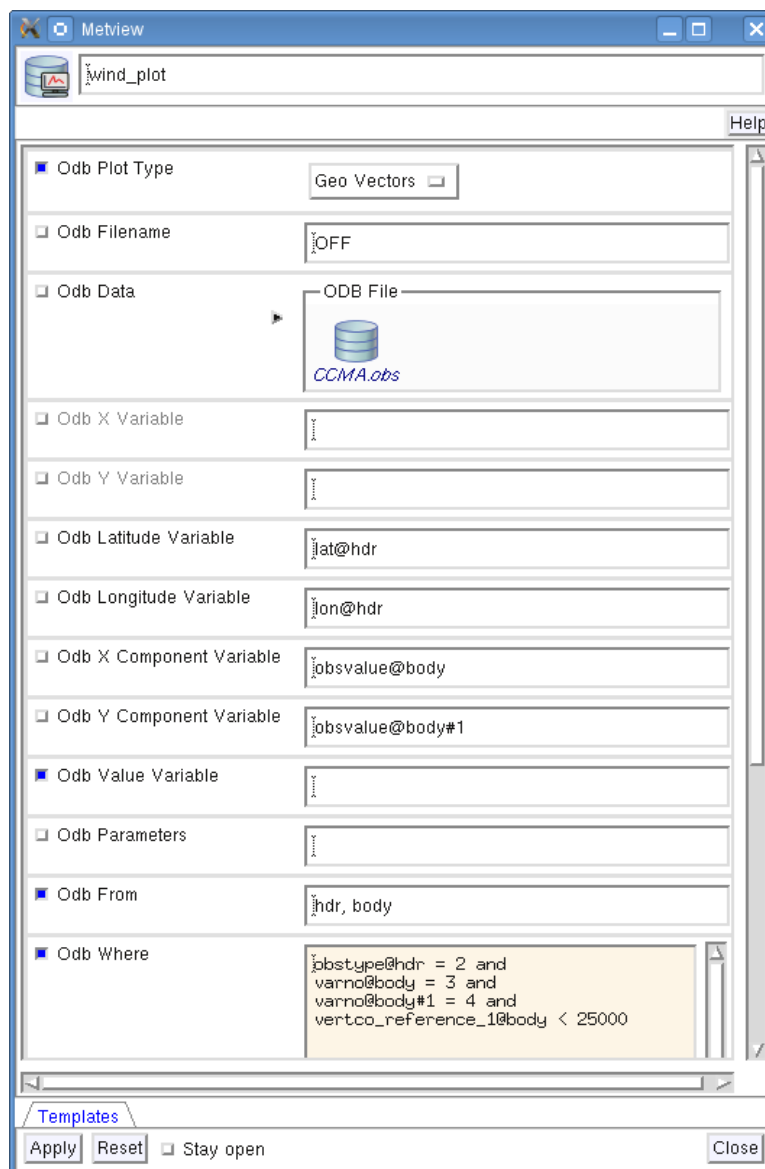 Metview
wind_plot
Help
Odb Plot Type
Geo Vectors
Odb Filename
OFF
Odb Data
ODB File
CCMA.obs
Odb X Variable
Odb Y Variable
Odb Latitude Variable
lat@hdr
Odb Longitude Variable
lon@hdr
Odb X Component Variable
obsvalue@body
Odb Y Component Variable
obsvalue@body#1
Odb Value Variable
Odb Parameters
Odb From
hdr, body
Odb Where
obstype@hdr = 2 and
varno@body = 3 and
varno@body#1 = 4 and
vertco_reference_1@body < 25000
Templates
Apply Reset Stay open Close